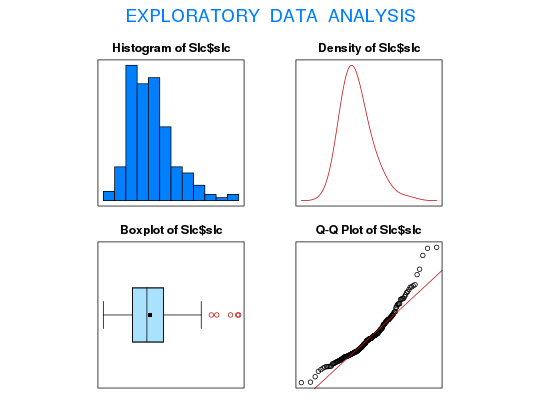 EXPLORATORY DATA ANALYSIS
Histogram of Slc$slc
Density of Slc$slc
Boxplot of Slc$slc
Q-Q Plot of Slc$slc